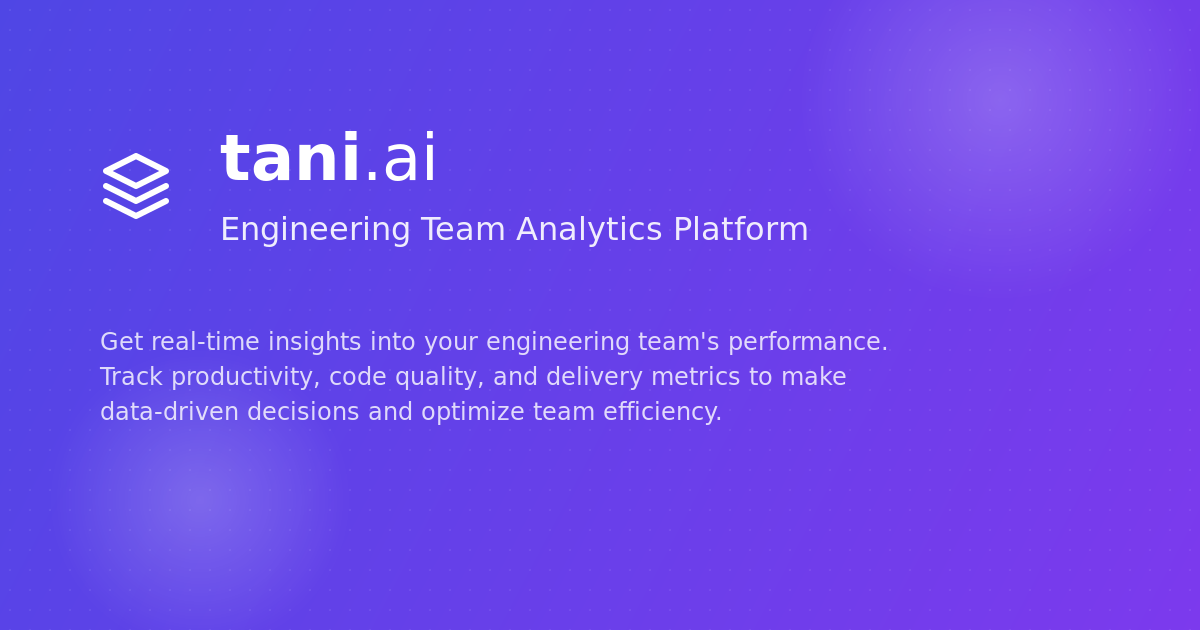 tani.ai
Engineering Team Analytics Platform
Get real-time insights into your engineering team's performance.
Track productivity, code quality, and delivery metrics to make
data-driven decisions and optimize team efficiency.